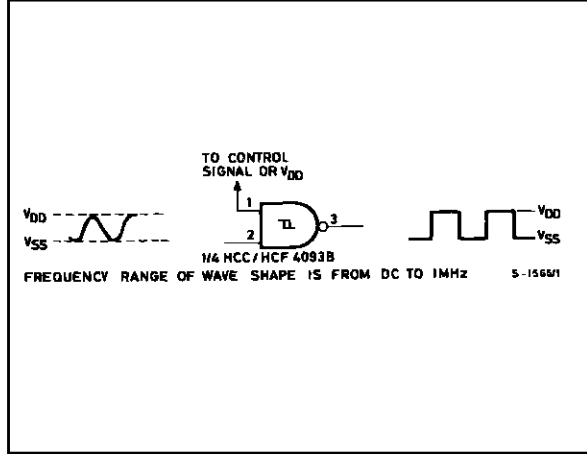 TO CONTROL
SIGNAL OR VDD
1
2
3
VDD
VSS
VDD
VSS
1/4 HCC/HCF 4093B
FREQUENCY RANGE OF WAVE SHAPE IS FROM DC TO 1MHz
S-1566/1